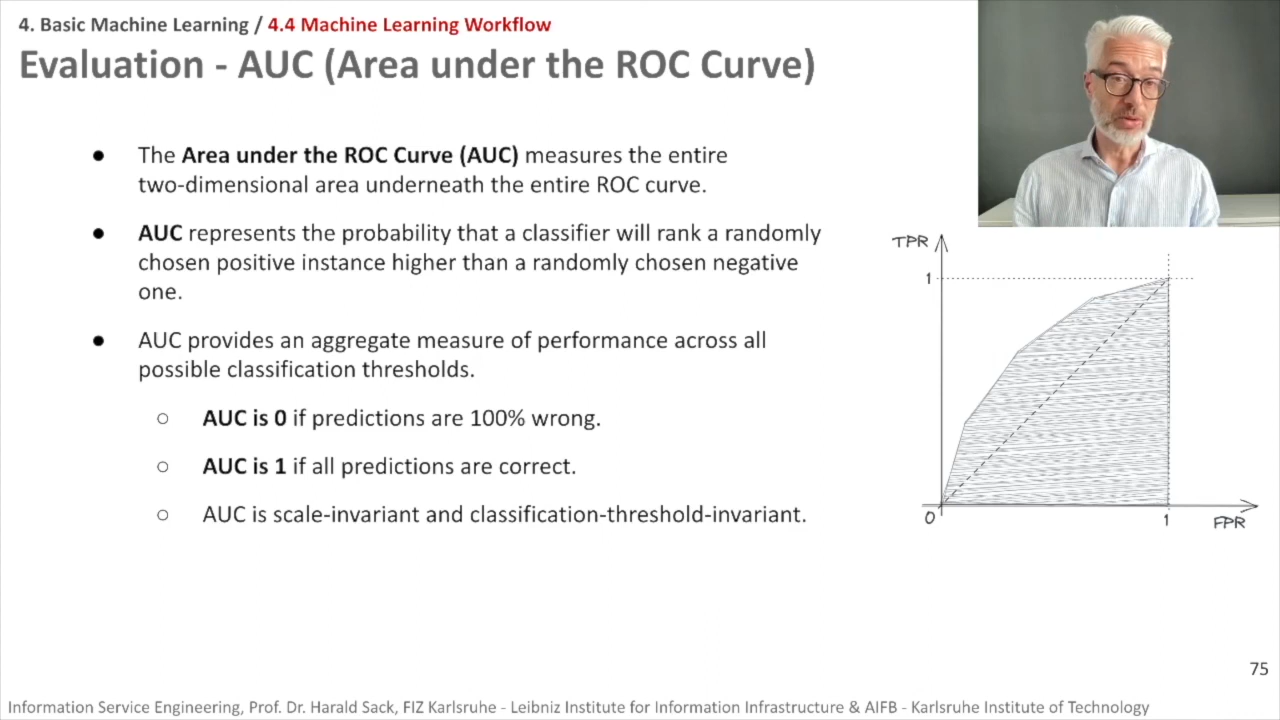 4. Basic Machine Learning / 4.4 Machine Learning Workflow
Evaluation - AUC (Area under the ROC Curve)
● The Area under the ROC Curve (AUC) measures the entire
two-dimensional area underneath the entire ROC curve.
● AUC represents the probability that a classifier will rank a randomly
chosen positive instance higher than a randomly chosen negative
one.
● AUC provides an aggregate measure of performance across all
possible classification thresholds.
○ AUC is 0 if predictions are 100% wrong.
○ AUC is 1 if all predictions are correct.
○ AUC is scale-invariant and classification-threshold-invariant.
TPR
1
0
1
FPR
75
Information Service Engineering, Prof. Dr. Harald Sack, FIZ Karlsruhe - Leibniz Institute for Information Infrastructure & AIFB - Karlsruhe Institute of Technology